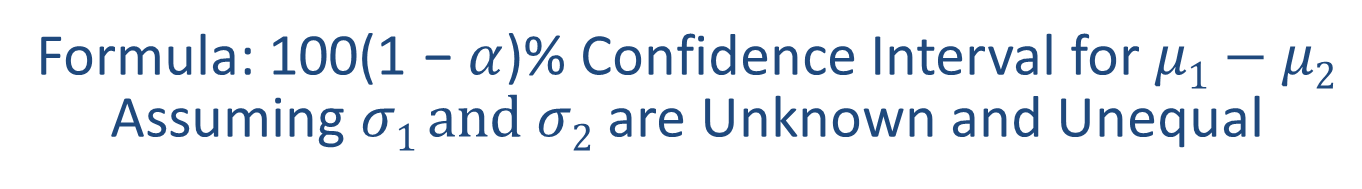 Formula: 100(1 − 𝛼)% Confidence Interval for 𝜇₁ − 𝜇₂
Assuming 𝜎₁ and 𝜎₂ are Unknown and Unequal